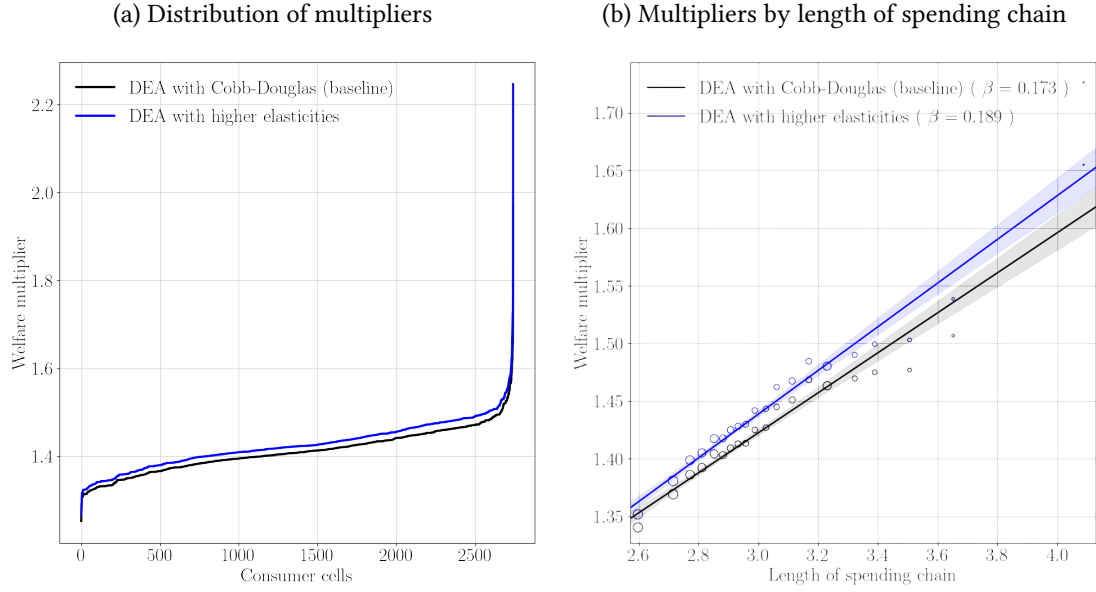 (a) Distribution of multipliers
(b) Multipliers by length of spending chain
DEA with Cobb-Douglas (baseline)
DEA with higher elasticities
2.2
2.0
1.8
1.6
1.4
Welfare multiplier
0
500
1000
1500
2000
2500
Consumer cells
DEA with Cobb-Douglas (baseline) ( β = 0.173 )
DEA with higher elasticities ( β = 0.189 )
1.70
1.65
1.60
1.55
1.50
1.45
1.40
1.35
Welfare multiplier
2.6
2.8
3.0
3.2
3.4
3.6
3.8
4.0
Length of spending chain